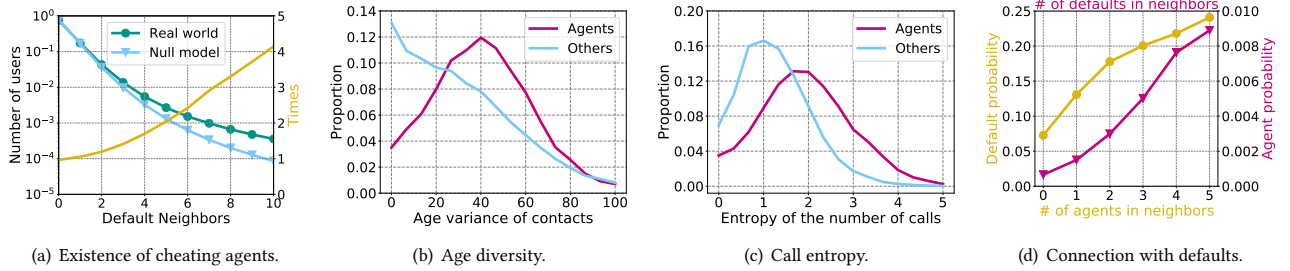 Number of users
10⁰
10⁻¹
10⁻²
10⁻³
10⁻⁴
10⁻⁵
0 2 4 6 8 10
Default Neighbors
5
4
3
2
1
0
Times
Real world
Null model
(a) Existence of cheating agents.
Proportion
0.14
0.12
0.10
0.08
0.06
0.04
0.02
0.00
0 20 40 60 80 100
Age variance of contacts
Agents
Others
(b) Age diversity.
Proportion
0.20
0.16
0.12
0.08
0.04
0.00
0 1 2 3 4 5
Entropy of the number of calls
Agents
Others
(c) Call entropy.
# of defaults in neighbors
Default probability
0.25
0.20
0.15
0.10
0.05
0.00
0 1 2 3 4 5
# of agents in neighbors
0.010
0.008
0.006
0.004
0.002
0.000
Agent probability
(d) Connection with defaults.